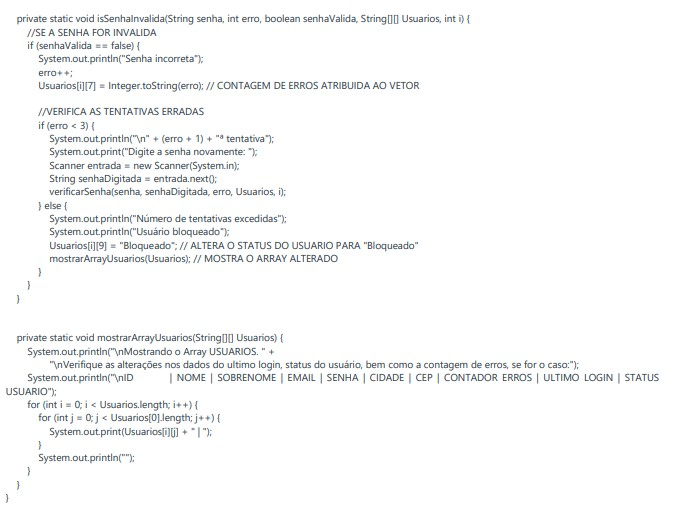 private static void isSenhaInvalida(String senha, int erro, boolean senhaValida, String[][] Usuarios, int i) {
//SE A SENHA FOR INVALIDA
if (senhaValida == false) {
System.out.println("Senha incorreta");
erro++;
Usuarios[i][7] = Integer.toString(erro); // CONTAGEM DE ERROS ATRIBUIDA AO VETOR
//VERIFICA AS TENTATIVAS ERRADAS
if (erro < 3) {
System.out.println("\n" + (erro + 1) + "ª tentativa");
System.out.print("Digite a senha novamente: ");
Scanner entrada = new Scanner(System.in);
String senhaDigitada = entrada.next();
verificarSenha(senha, senhaDigitada, erro, Usuarios, i);
} else {
System.out.println("Número de tentativas excedidas");
System.out.println("Usuário bloqueado");
Usuarios[i][9] = "Bloqueado"; // ALTERA O STATUS DO USUARIO PARA "Bloqueado"
mostrarArrayUsuarios(Usuarios); // MOSTRA O ARRAY ALTERADO
}
}
}
private static void mostrarArrayUsuarios(String[][] Usuarios) {
System.out.println("\nMostrando o Array USUARIOS. " +
"\nVerifique as alterações nos dados do ultimo login, status do usuário, bem como a contagem de erros, se for o caso:");
System.out.println("\nID | NOME | SOBRENOME | EMAIL | SENHA | CIDADE | CEP | CONTADOR ERROS | ULTIMO LOGIN | STATUS
USUARIO");
for (int i = 0; i < Usuarios.length; i++) {
for (int j = 0; j < Usuarios[0].length; j++) {
System.out.print(Usuarios[i][j] + " | ");
}
System.out.println("");
}
}
}